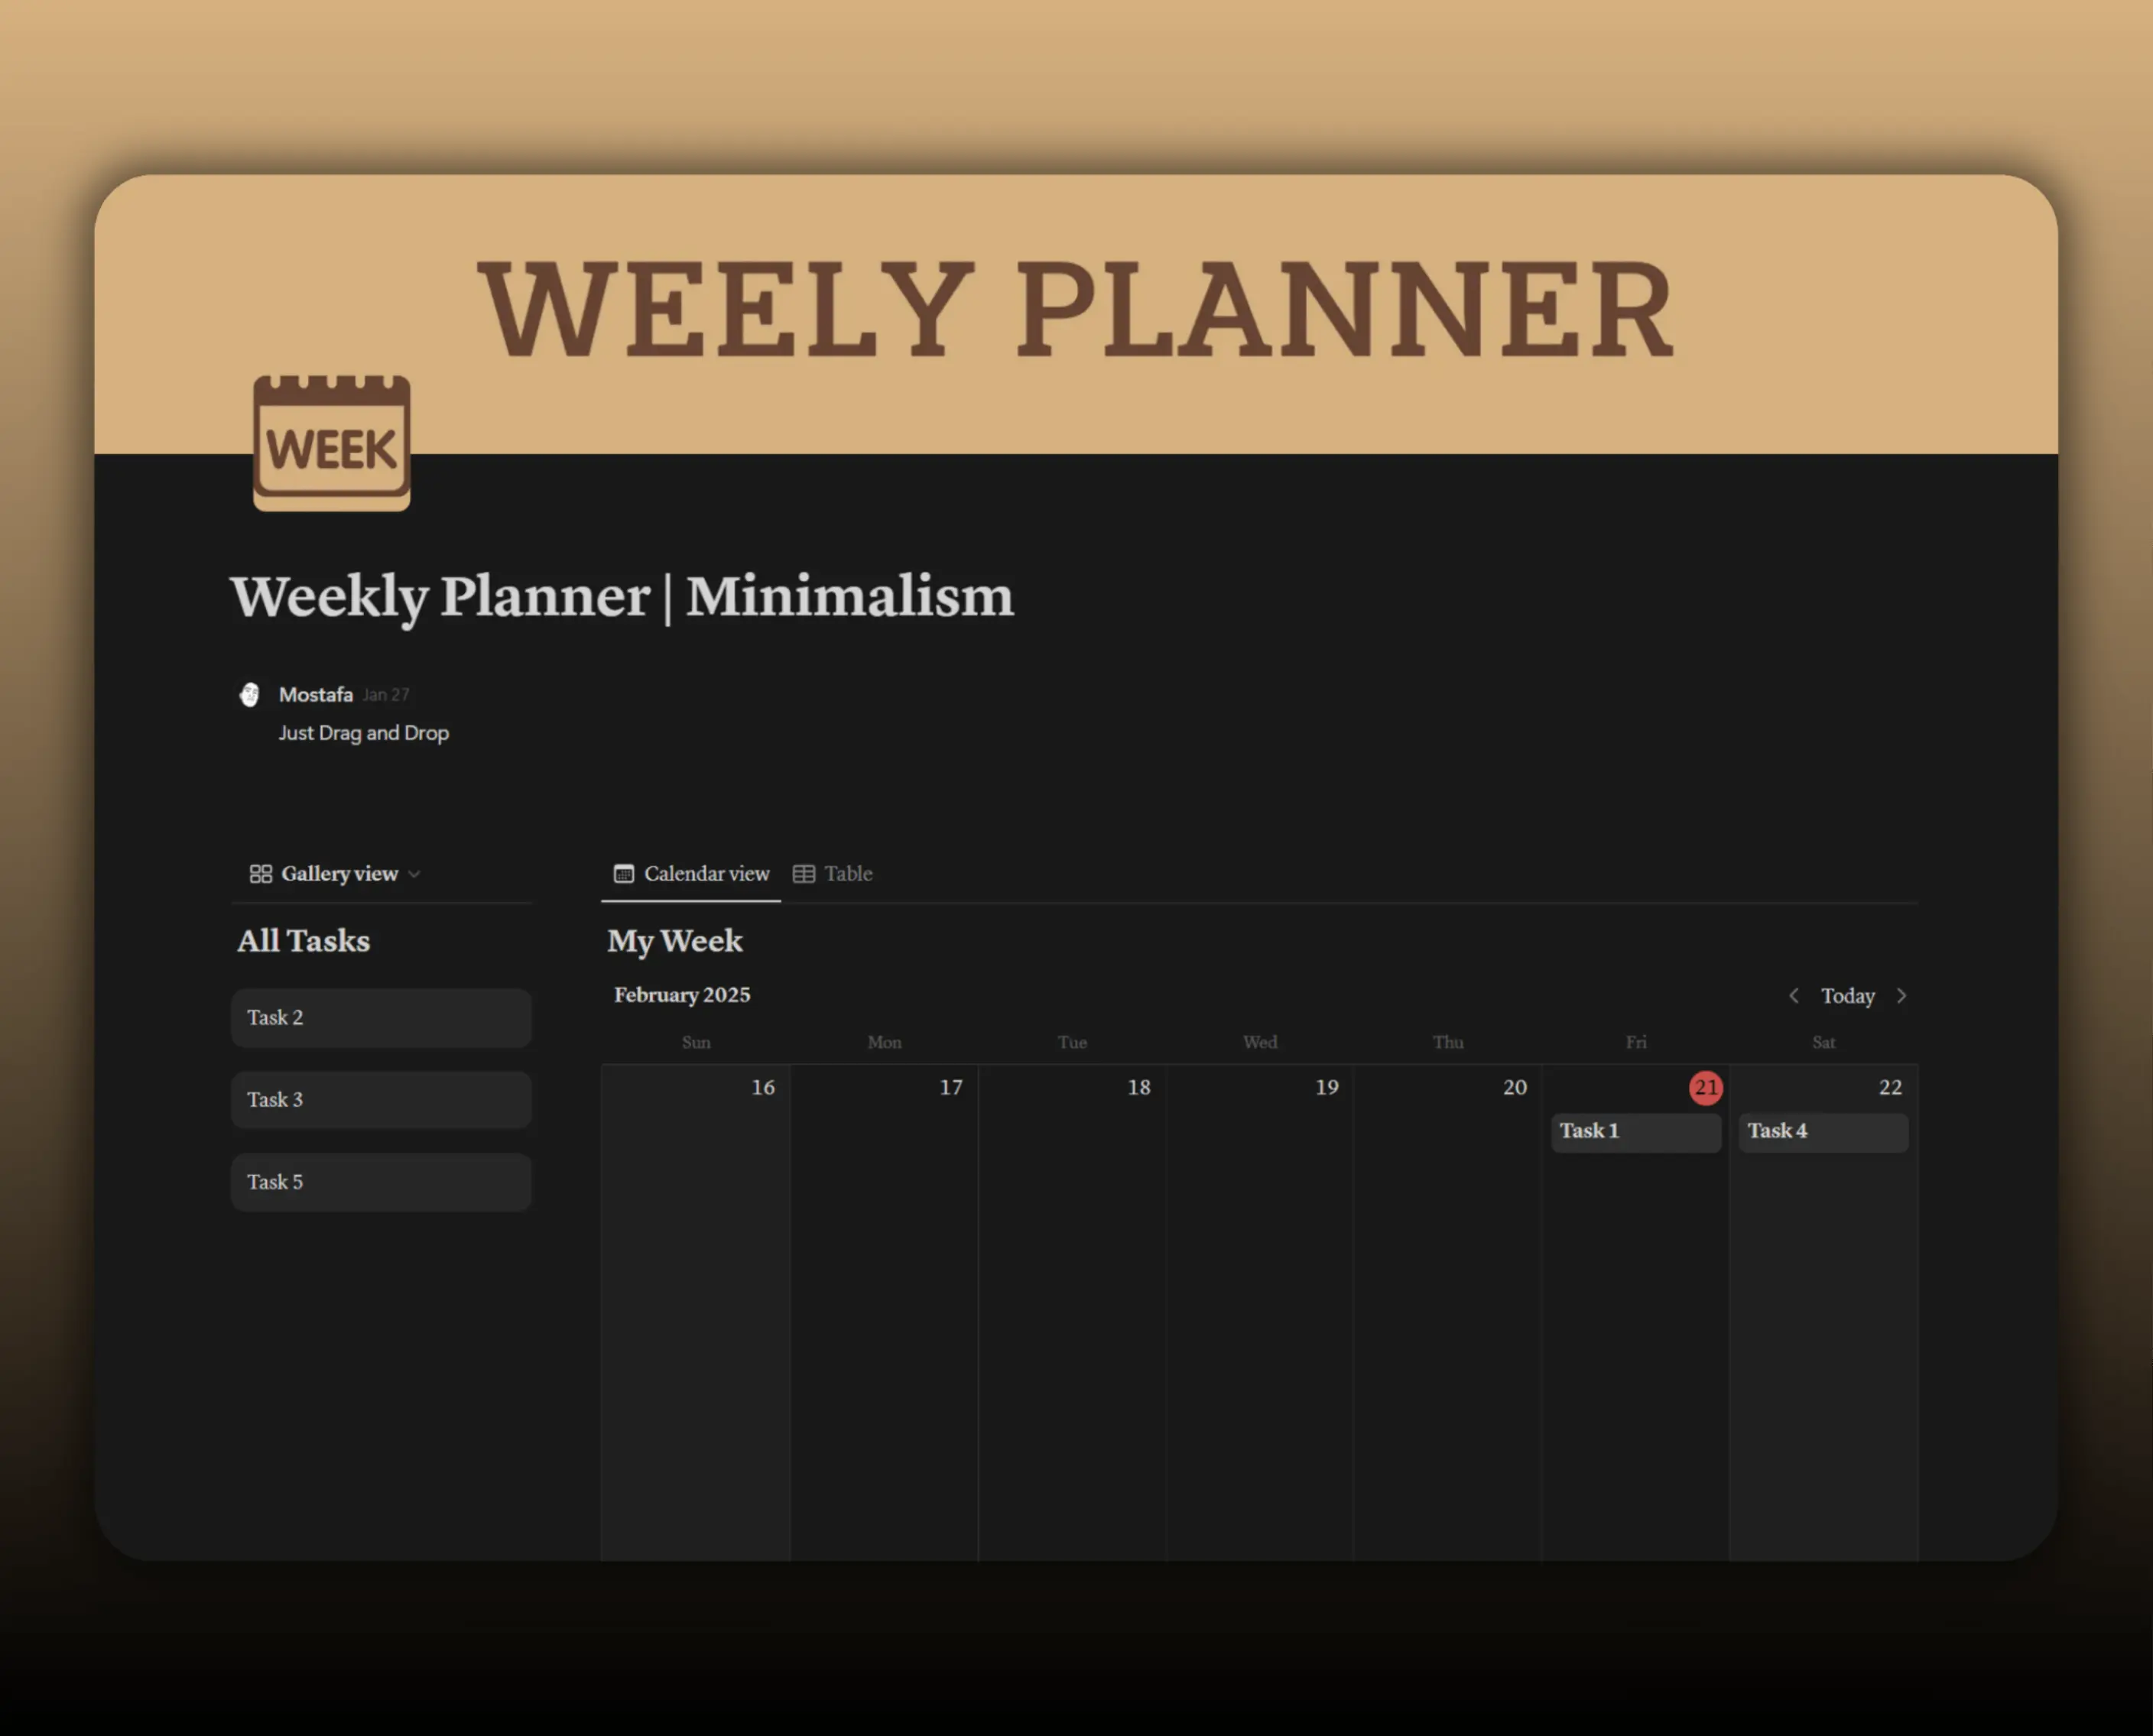 WEELY PLANNER
WEEK
Weekly Planner | Minimalism
Mostafa Jan 27
Just Drag and Drop
Gallery view
All Tasks
Task 2
Task 3
Task 5
Calendar view Table
My Week
February 2025 Today
Sun Mon Tue Wed Thu Fri Sat
16 17 18 19 20 21 22
Task 1 Task 4